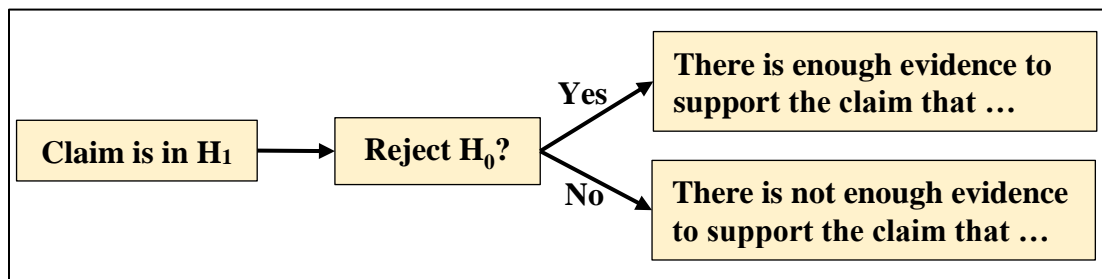 Claim is in H₁
Reject H₀?
Yes
There is enough evidence to
support the claim that …
No
There is not enough evidence
to support the claim that …